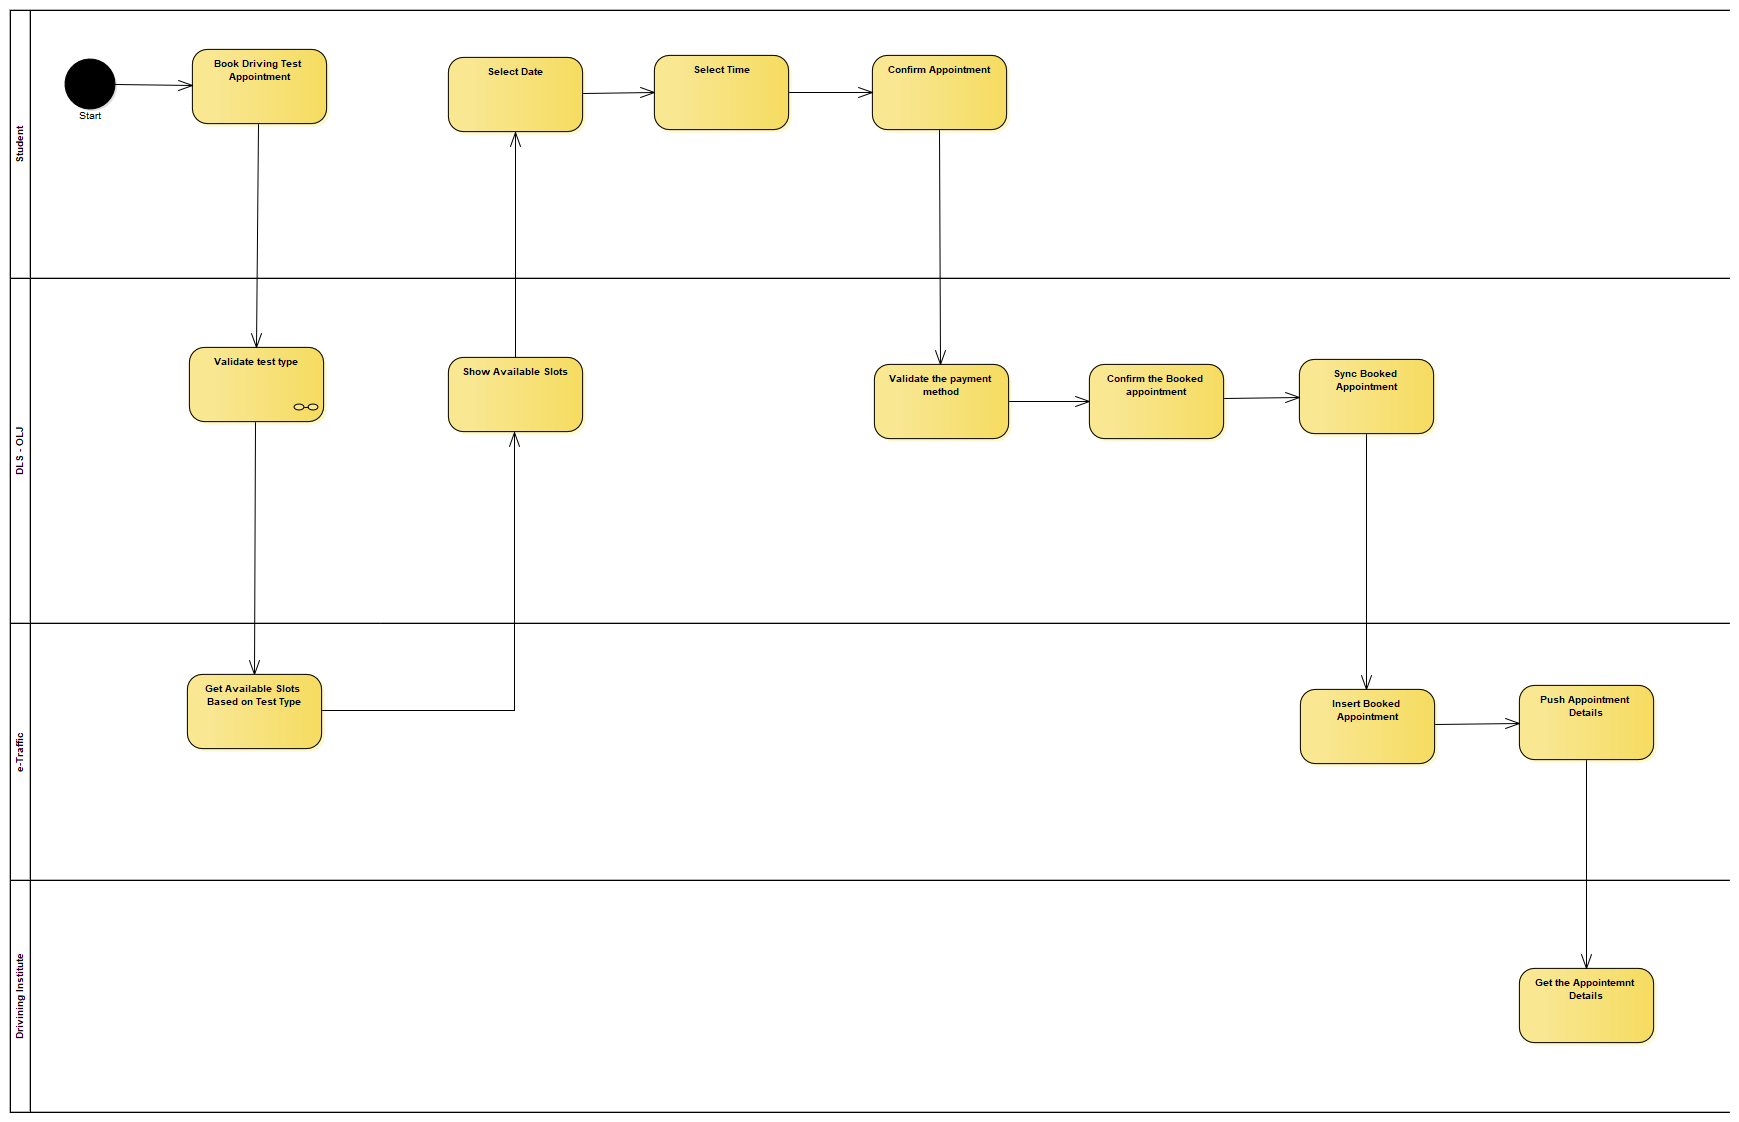 Student
Start
Book Driving Test
Appointment
Select Date
Select Time
Confirm Appointment
DLS - OLJ
Validate test type
Show Available Slots
Validate the payment
method
Confirm the Booked
appointment
Sync Booked
Appointment
e-Traffic
Get Available Slots
Based on Test Type
Insert Booked
Appointment
Push Appointment
Details
Drivining Institute
Get the Appointemnt
Details